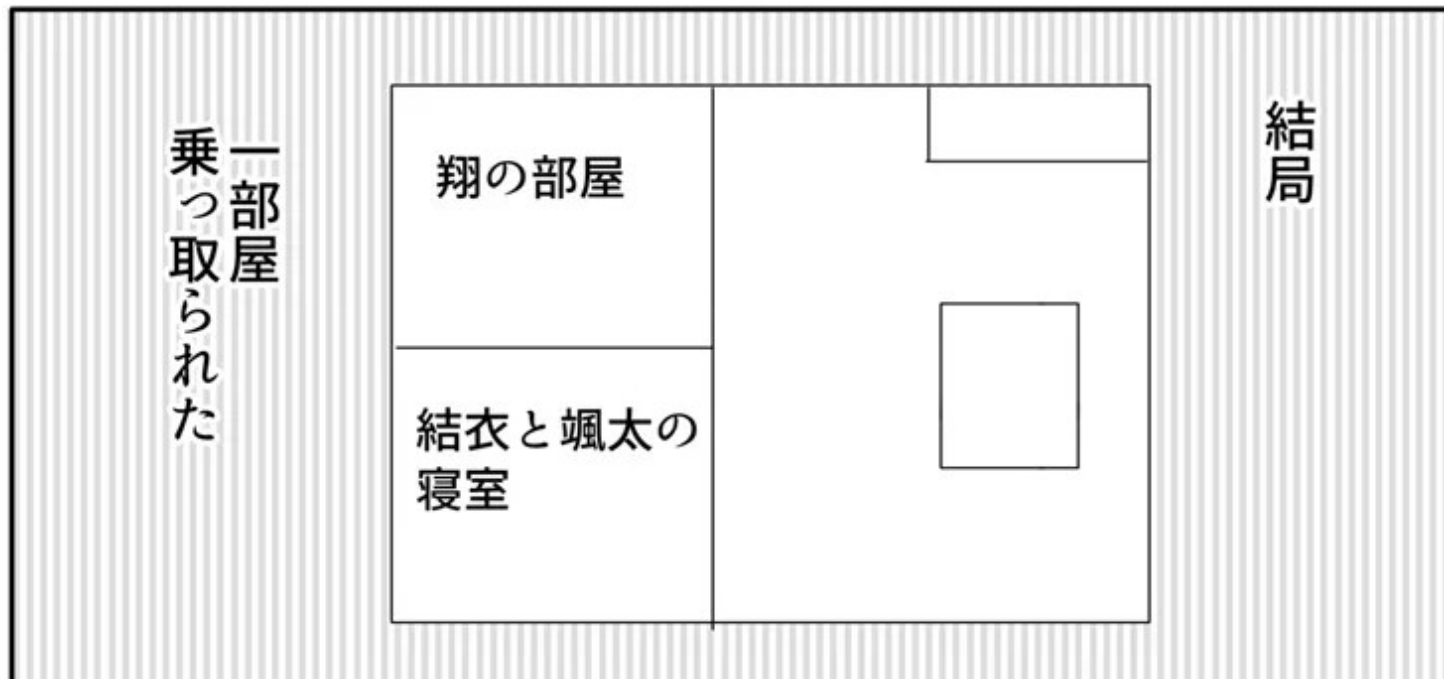 結局
翔の部屋
結衣と颯太の
寝室
一部屋
乗っ取られた